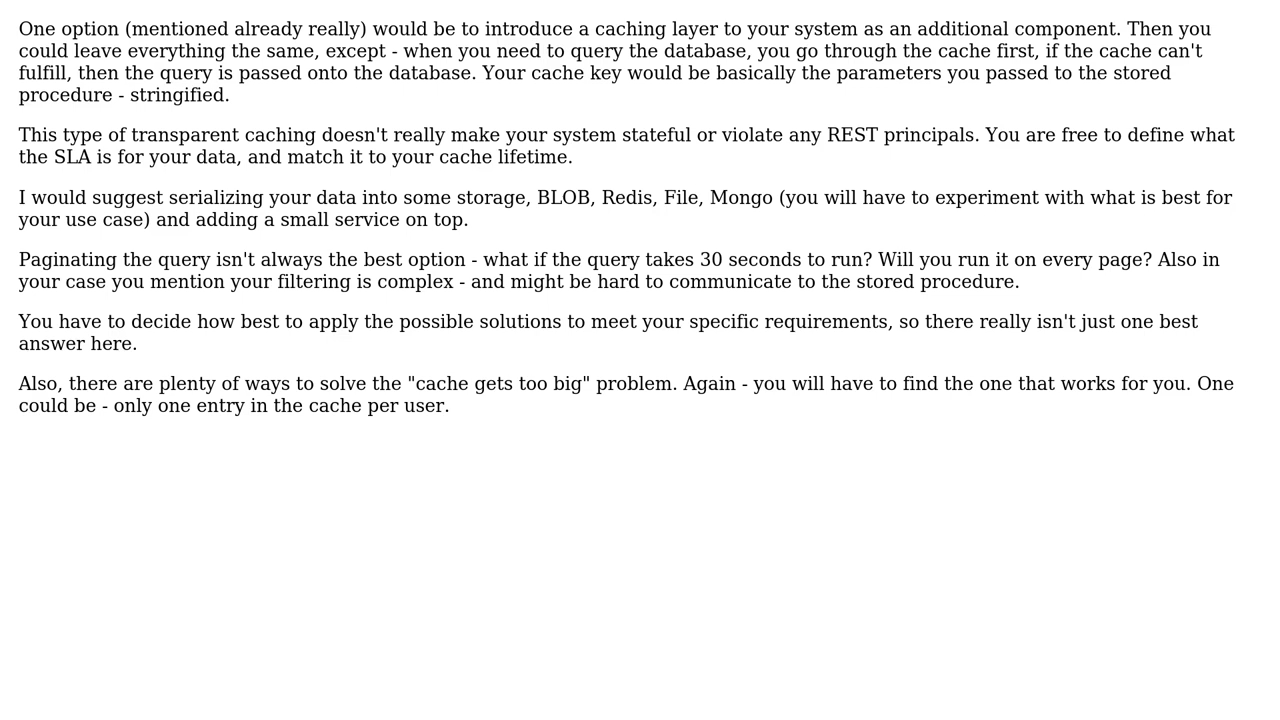 One option (mentioned already really) would be to introduce a caching layer to your system as an additional component. Then you
could leave everything the same, except - when you need to query the database, you go through the cache first, if the cache can't
fulfill, then the query is passed onto the database. Your cache key would be basically the parameters you passed to the stored
procedure - stringified.
This type of transparent caching doesn't really make your system stateful or violate any REST principals. You are free to define what
the SLA is for your data, and match it to your cache lifetime.
I would suggest serializing your data into some storage, BLOB, Redis, File, Mongo (you will have to experiment with what is best for
your use case) and adding a small service on top.
Paginating the query isn't always the best option - what if the query takes 30 seconds to run? Will you run it on every page? Also in
your case you mention your filtering is complex - and might be hard to communicate to the stored procedure.
You have to decide how best to apply the possible solutions to meet your specific requirements, so there really isn't just one best
answer here.
Also, there are plenty of ways to solve the "cache gets too big" problem. Again - you will have to find the one that works for you. One
could be - only one entry in the cache per user.